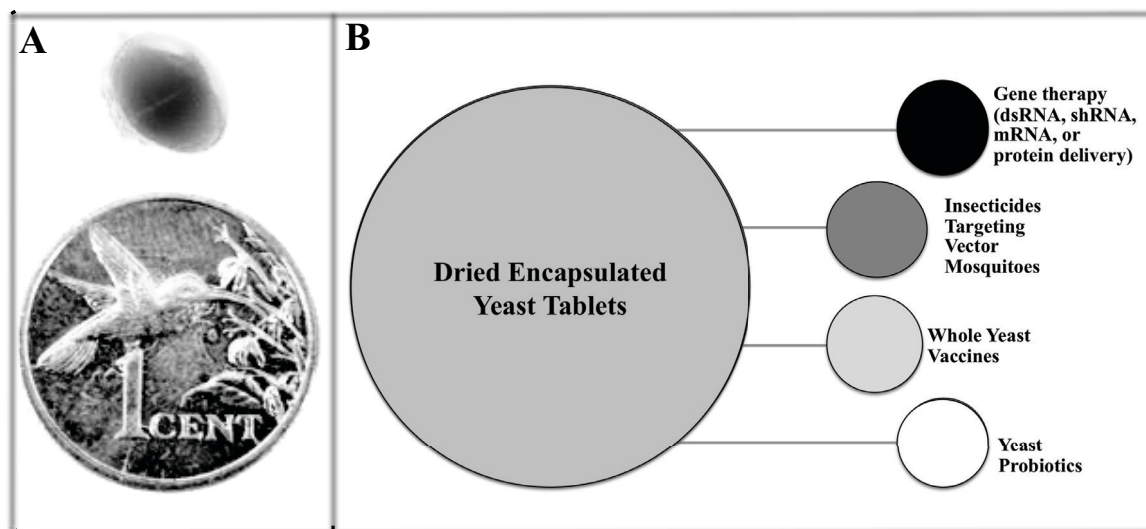 A
1
CENT
B
Dried Encapsulated
Yeast Tablets
Gene therapy
(dsRNA, shRNA,
mRNA, or
protein delivery)
Insecticides
Targeting
Vector
Mosquitoes
Whole Yeast
Vaccines
Yeast
Probiotics